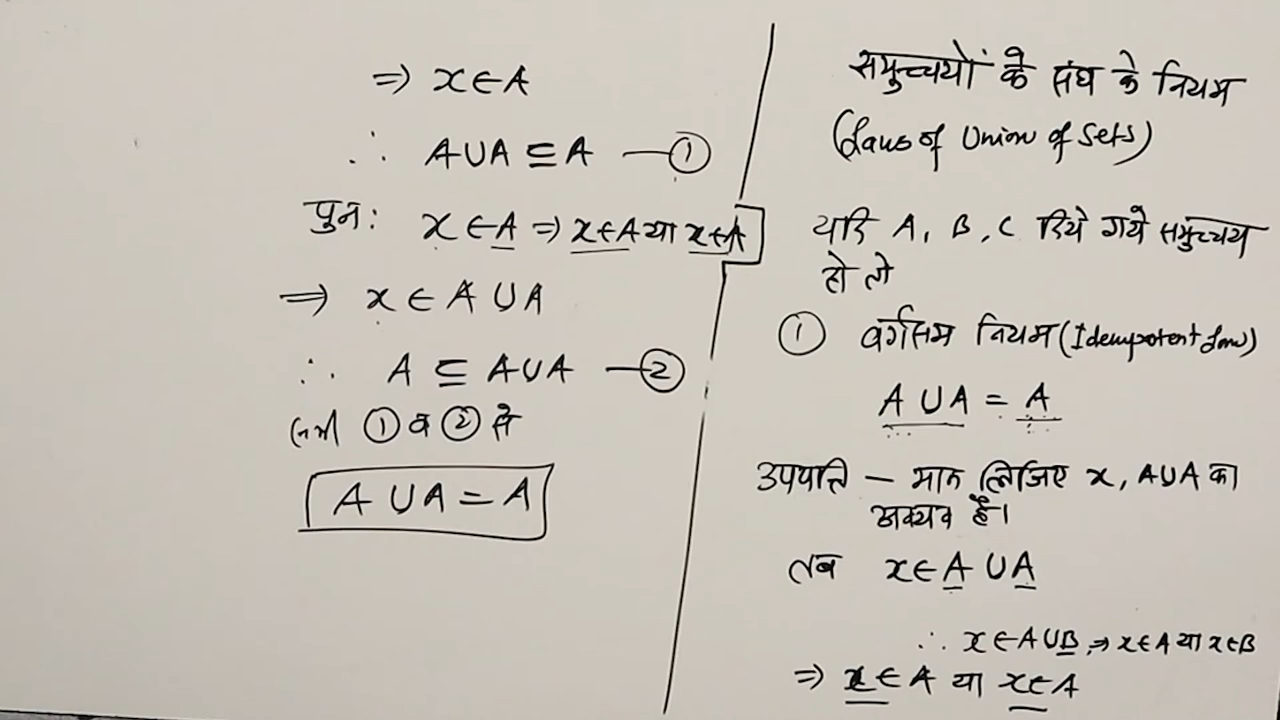 समुच्चयों के संघ के नियम
(Laws of Union of Sets)
यदि A, B, C दिये गये समुच्चय
हो तो
① वर्गसम नियम (Idempotent Law)
A ∪ A = A
उपपत्ति – मान लिजिए x, A∪A का
अवयव है।
तब x ∈ A ∪ A
∴ x ∈ A∪B ⇒ x ∈ A या x ∈ B
⇒ x ∈ A या x ∈ A
⇒ x ∈ A
∴ A∪A ⊆ A —①
पुन: x ∈ A ⇒ x ∈ A या x ∈ A
⇒ x ∈ A ∪ A
∴ A ⊆ A∪A —②
① व ② से
A ∪ A = A